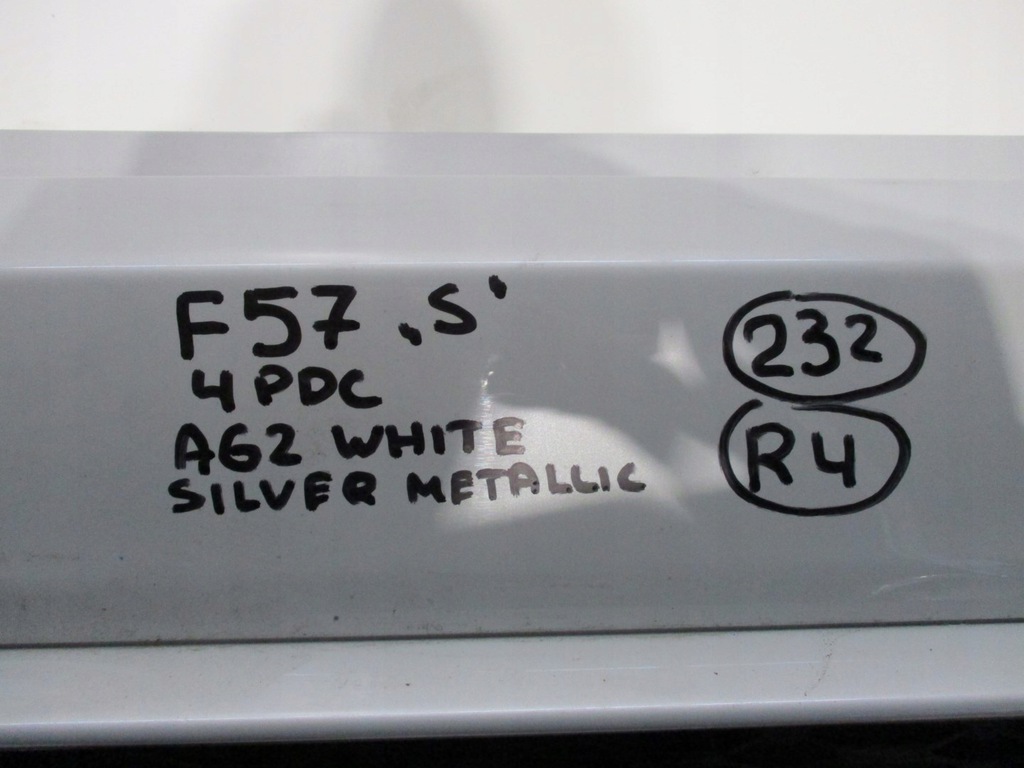 F57 ,S'
4 PDC
A62 WHITE
SILVER METALLIC
232
R4